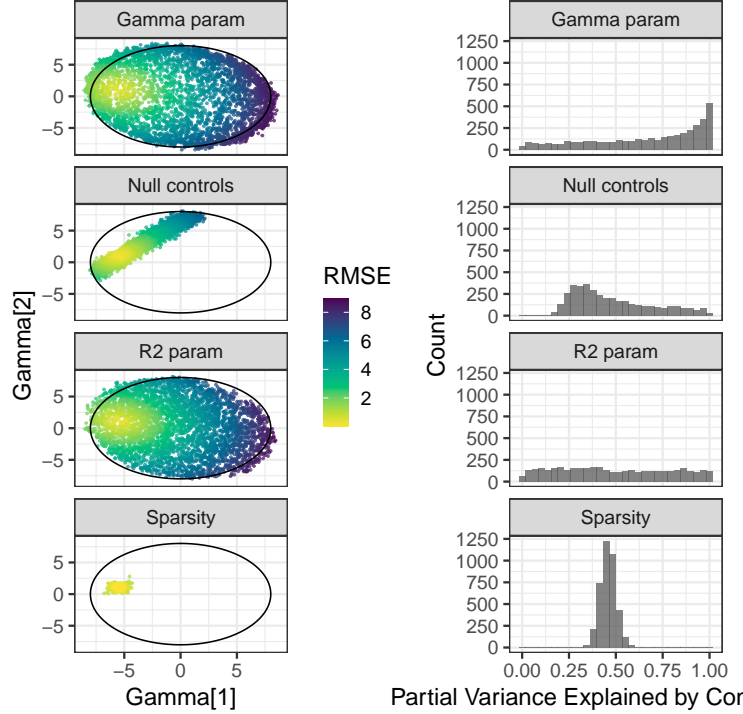 Gamma param
5
0
−5
Null controls
5
0
−5
R2 param
5
0
−5
Sparsity
5
0
−5
−5 0 5
Gamma[1]
Gamma[2]
RMSE
8
6
4
2
Gamma param
1250
1000
750
500
250
0
Null controls
1250
1000
750
500
250
0
R2 param
1250
1000
750
500
250
0
Sparsity
1250
1000
750
500
250
0
0.00 0.25 0.50 0.75 1.00
Count
Partial Variance Explained by Con